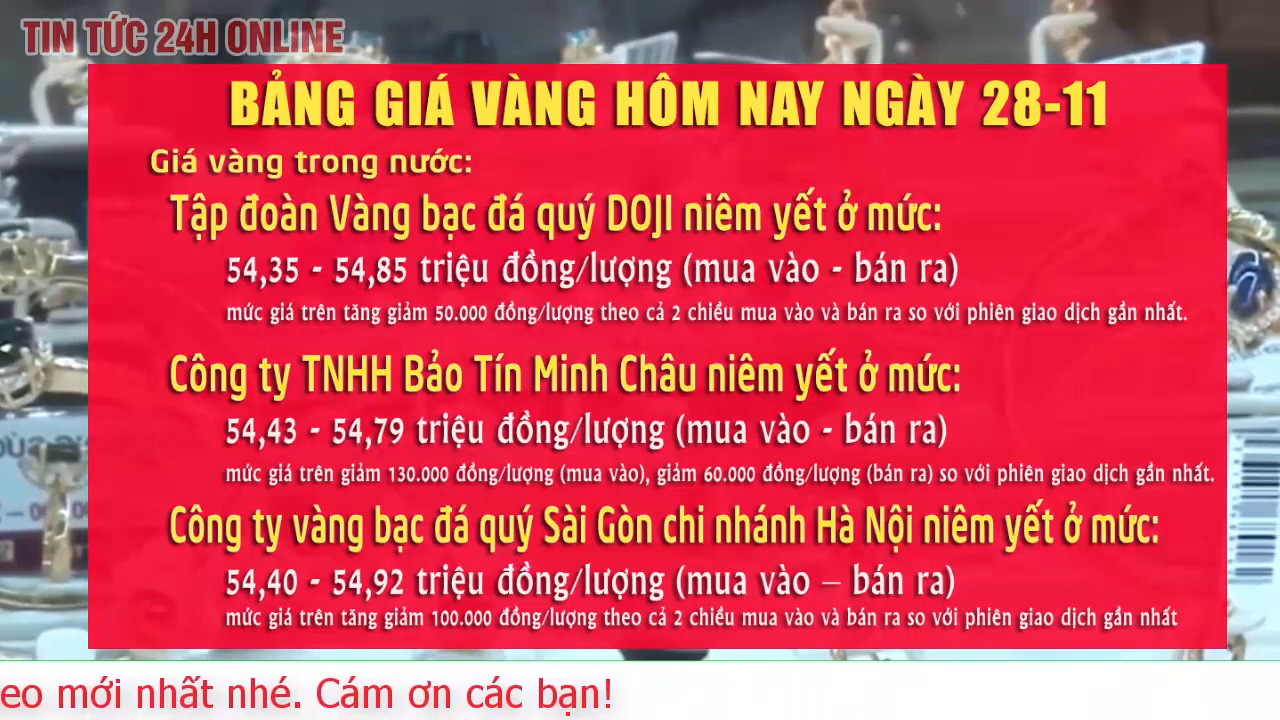 TIN TỨC 24H ONLINE
BẢNG GIÁ VÀNG HÔM NAY NGÀY 28-11
Giá vàng trong nước:
Tập đoàn Vàng bạc đá quý DOJI niêm yết ở mức:
54,35 - 54,85 triệu đồng/lượng (mua vào - bán ra)
mức giá trên tăng giảm 50.000 đồng/lượng theo cả 2 chiều mua vào và bán ra so với phiên giao dịch gần nhất.
Công ty TNHH Bảo Tín Minh Châu niêm yết ở mức:
54,43 - 54,79 triệu đồng/lượng (mua vào - bán ra)
mức giá trên giảm 130.000 đồng/lượng (mua vào), giảm 60.000 đồng/lượng (bán ra) so với phiên giao dịch gần nhất.
Công ty vàng bạc đá quý Sài Gòn chi nhánh Hà Nội niêm yết ở mức:
54,40 - 54,92 triệu đồng/lượng (mua vào – bán ra)
mức giá trên tăng giảm 100.000 đồng/lượng theo cả 2 chiều mua vào và bán ra so với phiên giao dịch gần nhất
eo mới nhất nhé. Cám ơn các bạn!